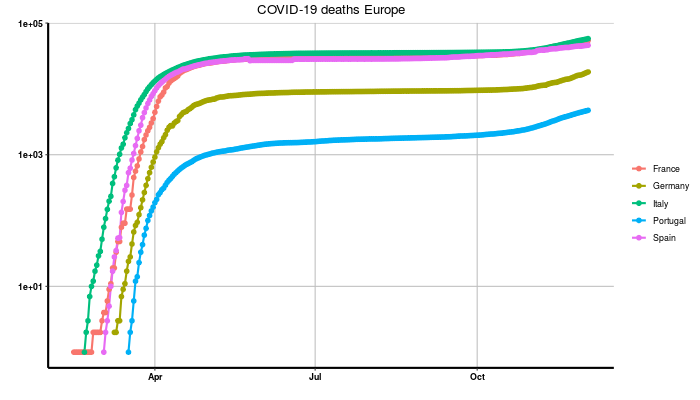 COVID-19 deaths Europe
1e+05
1e+03
1e+01
Apr
Jul
Oct
France
Germany
Italy
Portugal
Spain